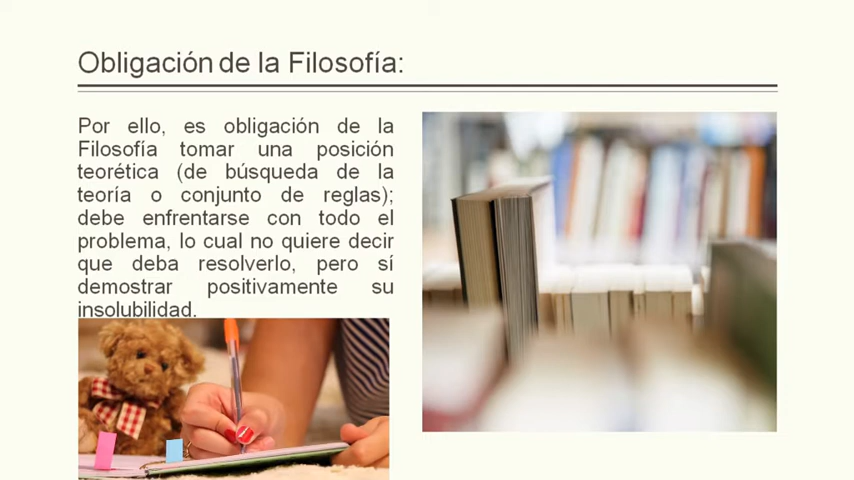 Obligación de la Filosofía:
Por ello, es obligación de la
Filosofía tomar una posición
teorética (de búsqueda de la
teoría o conjunto de reglas);
debe enfrentarse con todo el
problema, lo cual no quiere decir
que deba resolverlo, pero sí
demostrar positivamente su
insolubilidad.